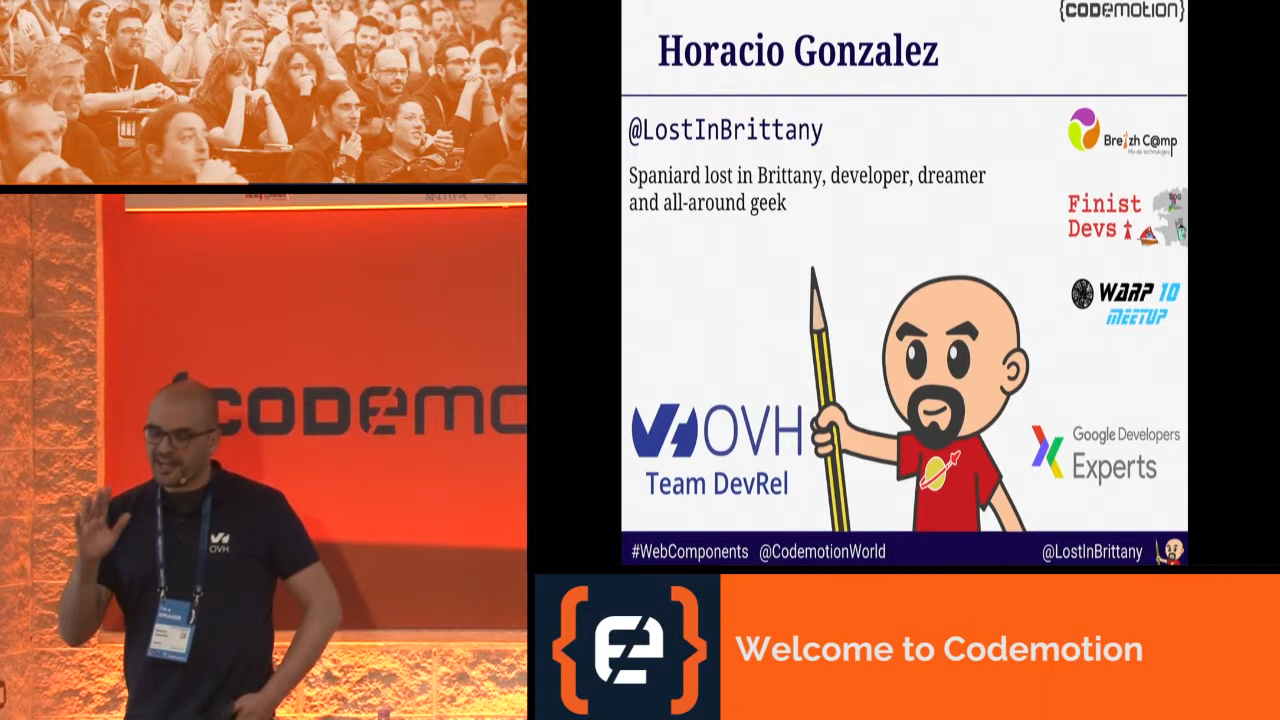 {CODEMOTION}
Horacio Gonzalez
@LostInBrittany
Spaniard lost in Brittany, developer, dreamer
and all-around geek
Breizh C@mp
Finist
Devs
WARP 10
MEETUP
OVH
Team DevRel
Google Developers
Experts
#WebComponents @CodemotionWorld
@LostInBrittany
CODEMO
OVH
SPEAKER
Welcome to Codemotion